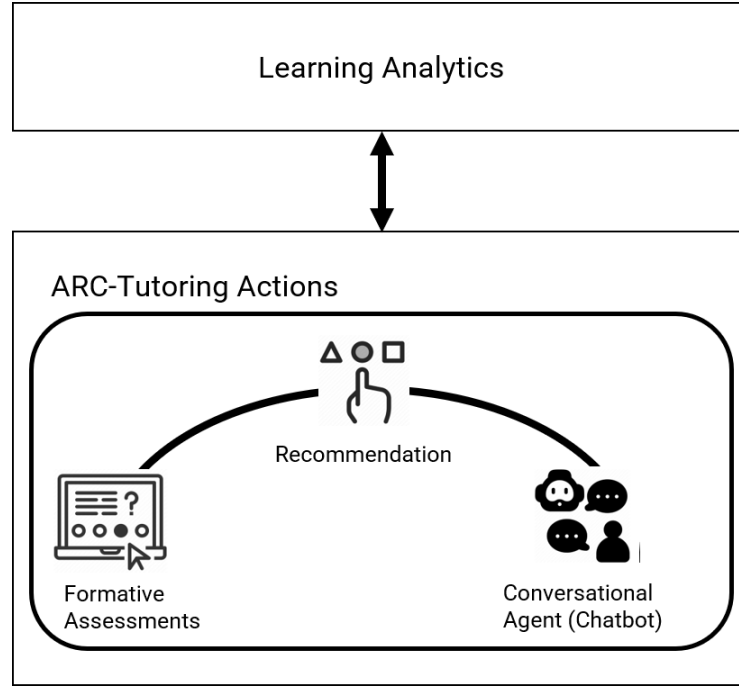 Learning Analytics
ARC-Tutoring Actions
Recommendation
?
Formative
Assessments
Conversational
Agent (Chatbot)